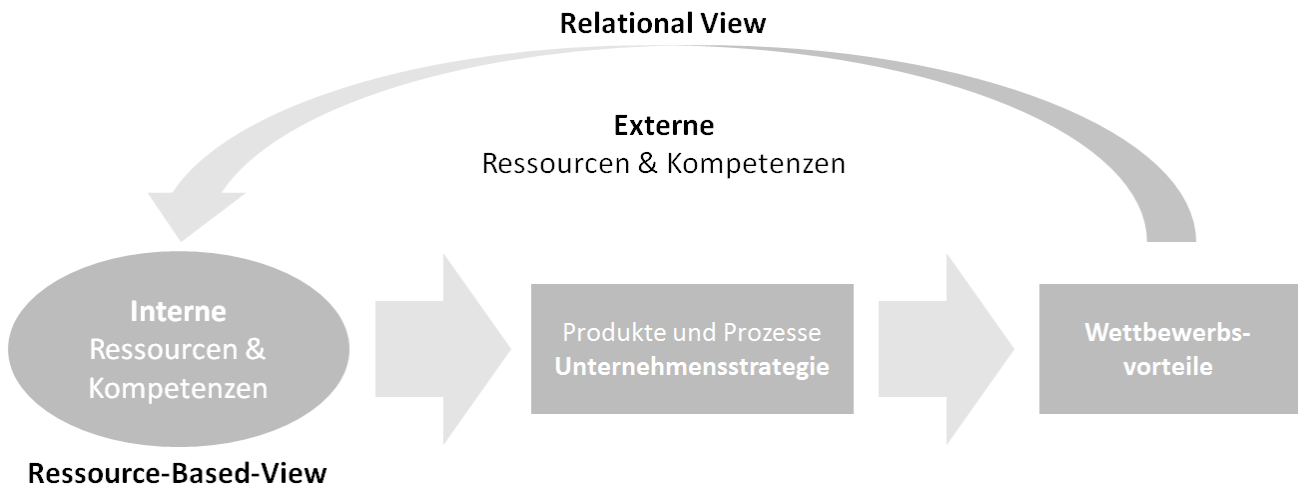 Relational View
Externe
Ressourcen & Kompetenzen
Interne
Ressourcen &
Kompetenzen
Produkte und Prozesse
Unternehmensstrategie
Wettbewerbs-
vorteile
Ressource-Based-View